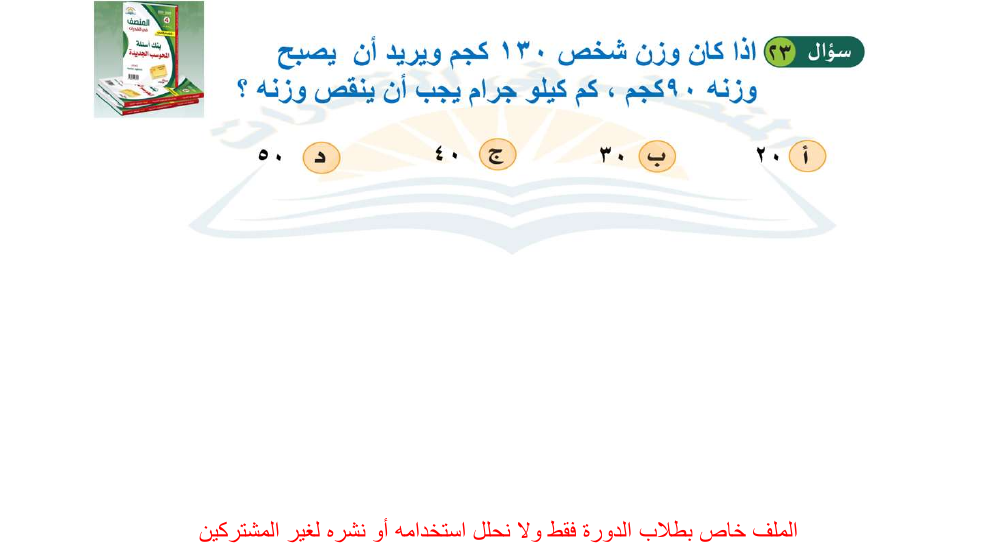 سؤال ٢٣ اذا كان وزن شخص ١٣٠ كجم ويريد أن يصبح
وزنه ٩٠كجم ، كم كيلو جرام يجب أن ينقص وزنه ؟
أ ٢٠ ب ٣٠ ج ٤٠ د ٥٠
المنصف
في القدرات
بنك أسئلة
المحوسب الجديدة
الملف خاص بطلاب الدورة فقط ولا نحلل استخدامه أو نشره لغير المشتركين